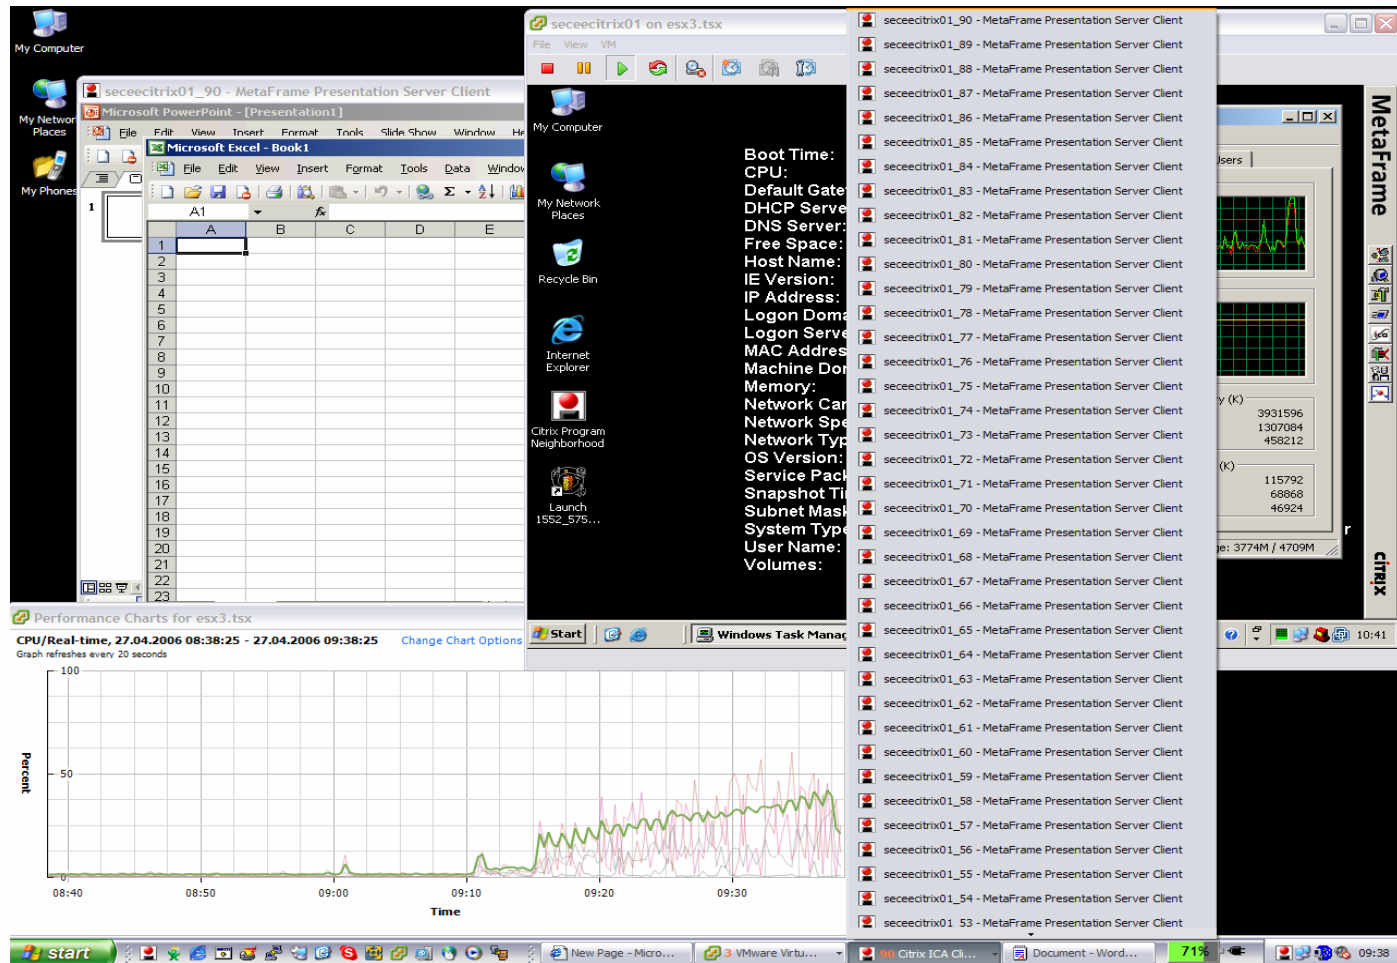 My Computer
My Networ
Places
My Phones
seceecitrix01_90 - MetaFrame Presentation Server Client
Microsoft PowerPoint - [Presentation1]
File Edit View Insert Format Tools Slide Show Window He
1
Microsoft Excel - Book1
File Edit View Insert Format Tools Data Window
A1 fx
A B C D E
1
2
3
4
5
6
7
8
9
10
11
12
13
14
15
16
17
18
19
20
21
22
23
seceecitrix01 on esx3.tsx
File View VM
My Computer
My Network
Places
Recycle Bin
Internet
Explorer
Citrix Program
Neighborhood
Launch
1552_575...
Boot Time:
CPU:
Default Gate
DHCP Serve
DNS Server:
Free Space:
Host Name:
IE Version:
IP Address:
Logon Doma
Logon Serve
MAC Addres
Machine Dor
Memory:
Network Car
Network Spe
Network Typ
OS Version:
Service Pack
Snapshot Ti
Subnet Mask
System Type
User Name:
Volumes:
Start
Windows Task Manag
seceecitrix01_90 - MetaFrame Presentation Server Client
seceecitrix01_89 - MetaFrame Presentation Server Client
seceecitrix01_88 - MetaFrame Presentation Server Client
seceecitrix01_87 - MetaFrame Presentation Server Client
seceecitrix01_86 - MetaFrame Presentation Server Client
seceecitrix01_85 - MetaFrame Presentation Server Client
seceecitrix01_84 - MetaFrame Presentation Server Client
seceecitrix01_83 - MetaFrame Presentation Server Client
seceecitrix01_82 - MetaFrame Presentation Server Client
seceecitrix01_81 - MetaFrame Presentation Server Client
seceecitrix01_80 - MetaFrame Presentation Server Client
seceecitrix01_79 - MetaFrame Presentation Server Client
seceecitrix01_78 - MetaFrame Presentation Server Client
seceecitrix01_77 - MetaFrame Presentation Server Client
seceecitrix01_76 - MetaFrame Presentation Server Client
seceecitrix01_75 - MetaFrame Presentation Server Client
seceecitrix01_74 - MetaFrame Presentation Server Client
seceecitrix01_73 - MetaFrame Presentation Server Client
seceecitrix01_72 - MetaFrame Presentation Server Client
seceecitrix01_71 - MetaFrame Presentation Server Client
seceecitrix01_70 - MetaFrame Presentation Server Client
seceecitrix01_69 - MetaFrame Presentation Server Client
seceecitrix01_68 - MetaFrame Presentation Server Client
seceecitrix01_67 - MetaFrame Presentation Server Client
seceecitrix01_66 - MetaFrame Presentation Server Client
seceecitrix01_65 - MetaFrame Presentation Server Client
seceecitrix01_64 - MetaFrame Presentation Server Client
seceecitrix01_63 - MetaFrame Presentation Server Client
seceecitrix01_62 - MetaFrame Presentation Server Client
seceecitrix01_61 - MetaFrame Presentation Server Client
seceecitrix01_60 - MetaFrame Presentation Server Client
seceecitrix01_59 - MetaFrame Presentation Server Client
seceecitrix01_58 - MetaFrame Presentation Server Client
seceecitrix01_57 - MetaFrame Presentation Server Client
seceecitrix01_56 - MetaFrame Presentation Server Client
seceecitrix01_55 - MetaFrame Presentation Server Client
seceecitrix01_54 - MetaFrame Presentation Server Client
seceecitrix01_53 - MetaFrame Presentation Server Client
Jsers
y (K)
3931596
1307084
458212
(K)
115792
68868
46924
ge: 3774M / 4709M
r
MetaFrame
CITRIX
10:41
Performance Charts for esx3.tsx
CPU/Real-time, 27.04.2006 08:38:25 - 27.04.2006 09:38:25 Change Chart Options
Graph refreshes every 20 seconds
100
50
0
Percent
08:40 08:50 09:00 09:10 09:20 09:30
Time
start
New Page - Micro...
3 VMware Virtu...
90 Citrix ICA Cli...
Document - Word...
71%
09:38